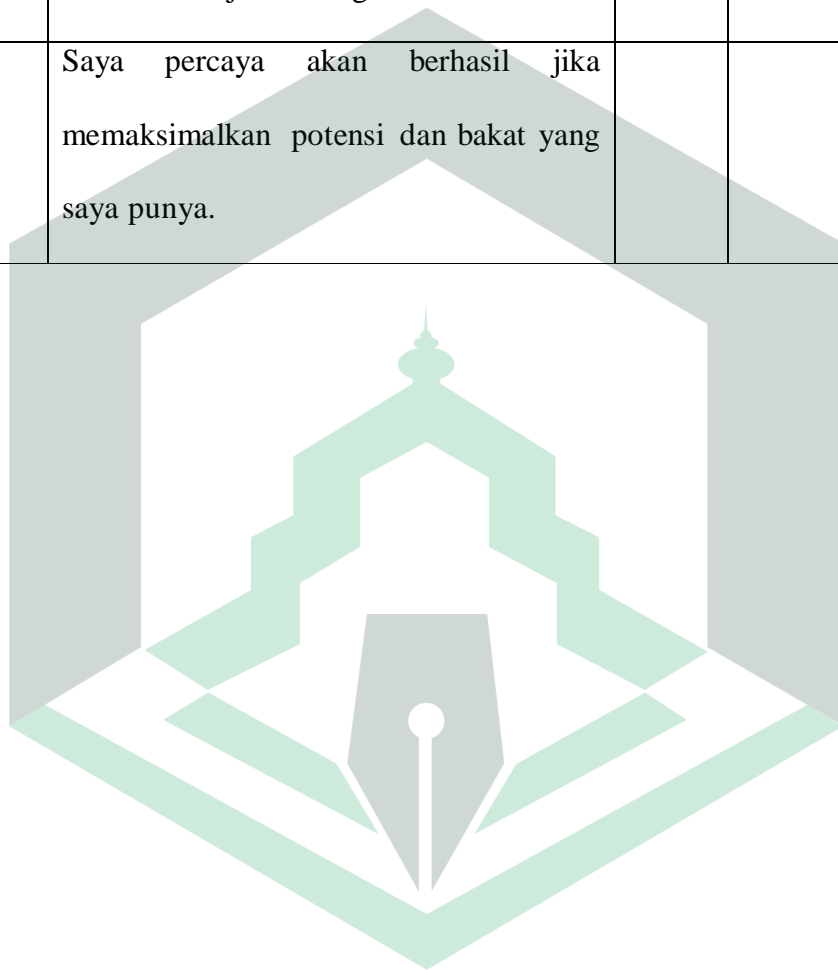 Saya percaya akan berhasil jika
memaksimalkan potensi dan bakat yang
saya punya.